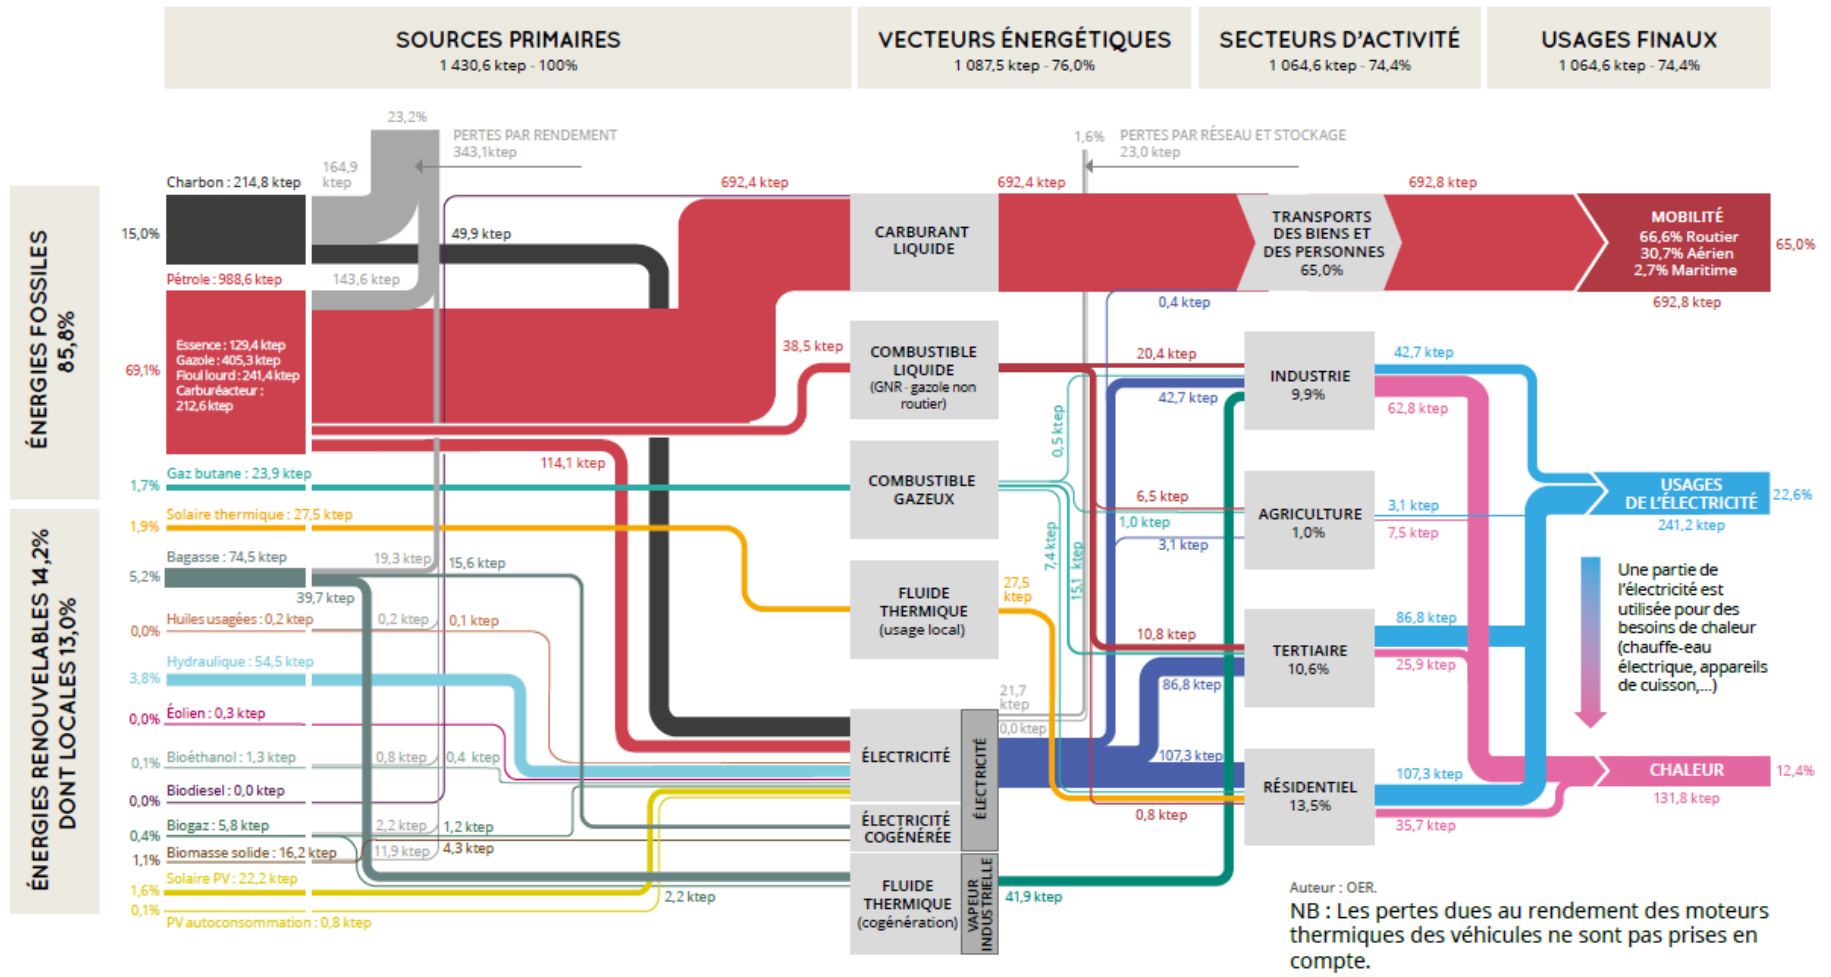 SOURCES PRIMAIRES
1 430,6 ktep - 100%
VECTEURS ÉNERGÉTIQUES
1 087,5 ktep - 76,0%
SECTEURS D'ACTIVITÉ
1 064,6 ktep - 74,4%
USAGES FINAUX
1 064,6 ktep - 74,4%
23,2%
PERTES PAR RENDEMENT
343,1ktep
1,6%
PERTES PAR RÉSEAU ET STOCKAGE
23,0 ktep
ÉNERGIES FOSSILES
85,8%
ÉNERGIES RENOUVELABLES 14,2%
DONT LOCALES 13,0%
Charbon : 214,8 ktep
164,9
ktep
15,0%
49,9 ktep
Pétrole : 988,6 ktep
143,6 ktep
69,1%
Essence : 129,4 ktep
Gazole : 405,3 ktep
Fioul lourd : 241,4 ktep
Carburéacteur :
212,6 ktep
692,4 ktep
38,5 ktep
114,1 ktep
Gaz butane : 23,9 ktep
1,7%
Solaire thermique : 27,5 ktep
1,9%
Bagasse : 74,5 ktep
5,2%
19,3 ktep
15,6 ktep
39,7 ktep
Huiles usagées : 0,2 ktep
0,0%
0,2 ktep
0,1 ktep
Hydraulique : 54,5 ktep
3,8%
Éolien : 0,3 ktep
0,0%
Bioéthanol : 1,3 ktep
0,1%
0,8 ktep
0,4 ktep
Biodiesel : 0,0 ktep
0,0%
Biogaz : 5,8 ktep
0,4%
2,2 ktep
1,2 ktep
Biomasse solide : 16,2 ktep
1,1%
11,9 ktep
4,3 ktep
Solaire PV : 22,2 ktep
1,6%
2,2 ktep
0,1%
PV autoconsommation : 0,8 ktep
CARBURANT
LIQUIDE
COMBUSTIBLE
LIQUIDE
(GNR - gazole non
routier)
COMBUSTIBLE
GAZEUX
FLUIDE
THERMIQUE
(usage local)
ÉLECTRICITÉ
ÉLECTRICITÉ
COGÉNÉRÉE
ÉLECTRICITÉ
FLUIDE
THERMIQUE
(cogénération)
VAPEUR
INDUSTRIELLE
692,4 ktep
0,4 ktep
20,4 ktep
42,7 ktep
0,5 ktep
6,5 ktep
1,0 ktep
3,1 ktep
7,4 ktep
15,1 ktep
27,5
ktep
10,8 ktep
86,8 ktep
21,7
ktep
0,0 ktep
107,3 ktep
0,8 ktep
41,9 ktep
TRANSPORTS
DES BIENS ET
DES PERSONNES
65,0%
INDUSTRIE
9,9%
AGRICULTURE
1,0%
TERTIAIRE
10,6%
RÉSIDENTIEL
13,5%
692,8 ktep
42,7 ktep
62,8 ktep
3,1 ktep
7,5 ktep
86,8 ktep
25,9 ktep
107,3 ktep
35,7 ktep
MOBILITÉ
66,6% Routier
30,7% Aérien
2,7% Maritime
65,0%
692,8 ktep
USAGES
DE L'ÉLECTRICITÉ
22,6%
241,2 ktep
Une partie de
l'électricité est
utilisée pour des
besoins de chaleur
(chauffe-eau
électrique, appareils
de cuisson,...)
CHALEUR
12,4%
131,8 ktep
Auteur : OER.
NB : Les pertes dues au rendement des moteurs
thermiques des véhicules ne sont pas prises en
compte.